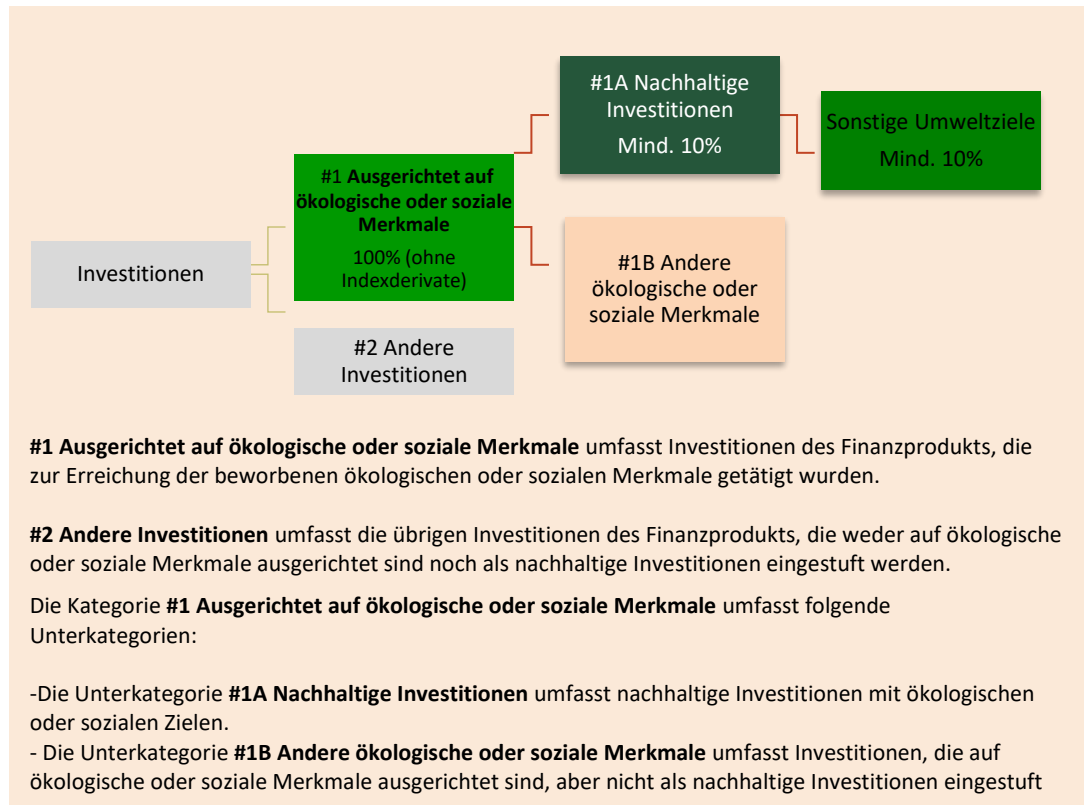 #1A Nachhaltige
Investitionen
Mind. 10%
Sonstige Umweltziele
Mind. 10%
#1 Ausgerichtet auf
ökologische oder soziale
Merkmale
100% (ohne
Indexderivate)
Investitionen
#1B Andere
ökologische oder
soziale Merkmale
#2 Andere
Investitionen
#1 Ausgerichtet auf ökologische oder soziale Merkmale umfasst Investitionen des Finanzprodukts, die
zur Erreichung der beworbenen ökologischen oder sozialen Merkmale getätigt wurden.
#2 Andere Investitionen umfasst die übrigen Investitionen des Finanzprodukts, die weder auf ökologische
oder soziale Merkmale ausgerichtet sind noch als nachhaltige Investitionen eingestuft werden.
Die Kategorie #1 Ausgerichtet auf ökologische oder soziale Merkmale umfasst folgende
Unterkategorien:
-Die Unterkategorie #1A Nachhaltige Investitionen umfasst nachhaltige Investitionen mit ökologischen
oder sozialen Zielen.
- Die Unterkategorie #1B Andere ökologische oder soziale Merkmale umfasst Investitionen, die auf
ökologische oder soziale Merkmale ausgerichtet sind, aber nicht als nachhaltige Investitionen eingestuft